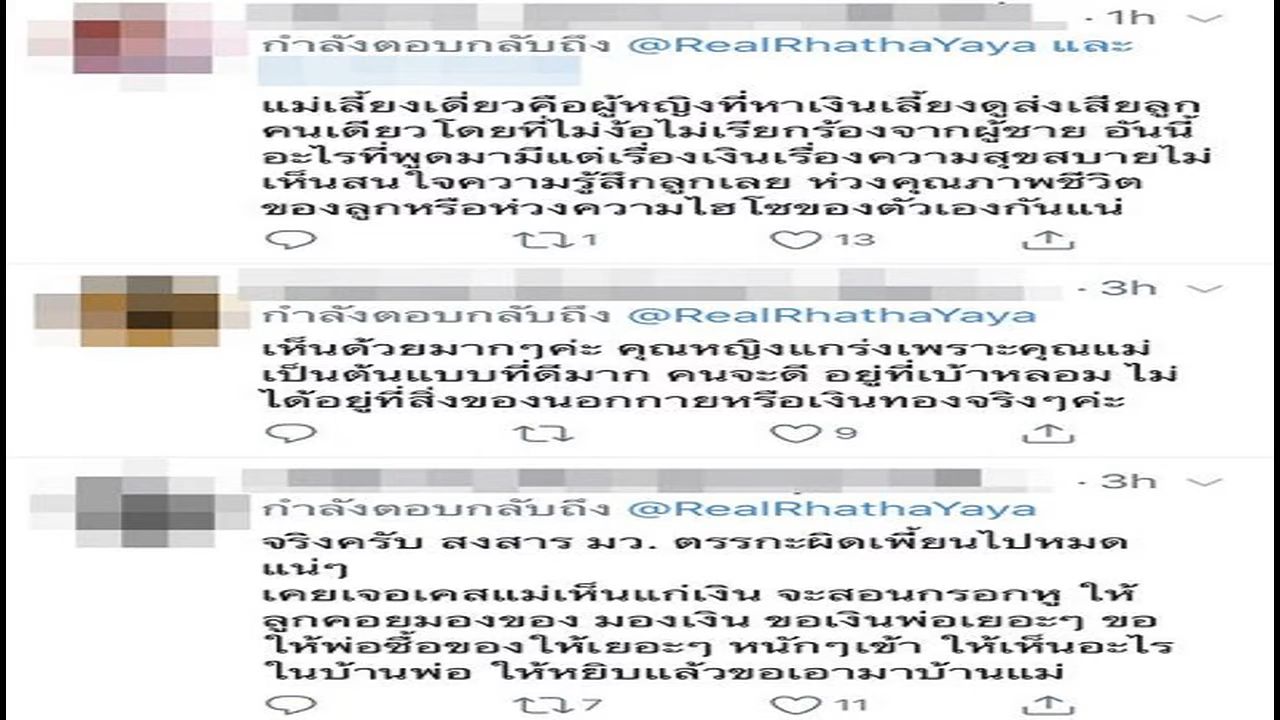 · 1h
กำลังตอบกลับถึง @RealRhathaYaya และ
แม่เลี้ยงเดี่ยวคือผู้หญิงที่หาเงินเลี้ยงดูส่งเสียลูก
คนเดียวโดยที่ไม่ง้อไม่เรียกร้องจากผู้ชาย อันนี้
อะไรที่พูดมามีแต่เรื่องเงินเรื่องความสุขสบายไม่
เห็นสนใจความรู้สึกลูกเลย ห่วงคุณภาพชีวิต
ของลูกหรือห่วงความไฮโซของตัวเองกันแน่
1 13
· 3h
กำลังตอบกลับถึง @RealRhathaYaya
เห็นด้วยมากๆค่ะ คุณหญิงแกร่งเพราะคุณแม่
เป็นต้นแบบที่ดีมาก คนจะดี อยู่ที่เบ้าหลอม ไม่
ได้อยู่ที่สิ่งของนอกกายหรือเงินทองจริงๆค่ะ
9
· 3h
กำลังตอบกลับถึง @RealRhathaYaya
จริงครับ สงสาร มว. ตรรกะผิดเพี้ยนไปหมด
แน่ๆ
เคยเจอเคสแม่เห็นแก่เงิน จะสอนกรอกหู ให้
ลูกคอยมองของ มองเงิน ขอเงินพ่อเยอะๆ ขอ
ให้พ่อซื้อของให้เยอะๆ หนักๆเข้า ให้เห็นอะไร
ในบ้านพ่อ ให้หยิบแล้วขอเอามาบ้านแม่
7 11